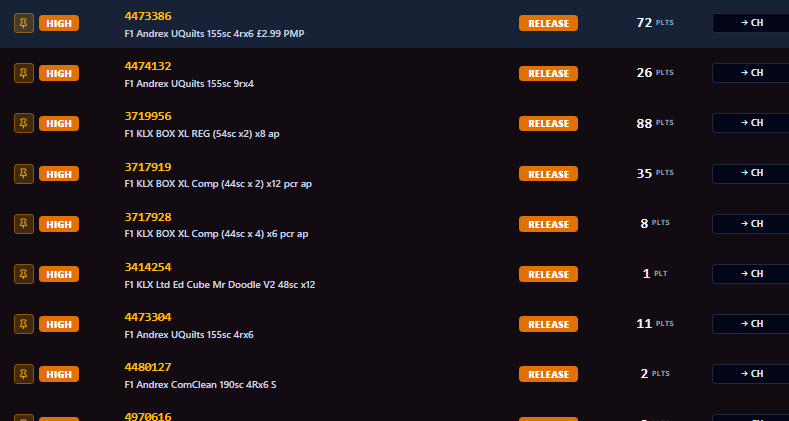 HIGH
4473386
F1 Andrex UQuilts 155sc 4rx6 £2.99 PMP
RELEASE
72 PLTS
→ CH
HIGH
4474132
F1 Andrex UQuilts 155sc 9rx4
RELEASE
26 PLTS
→ CH
HIGH
3719956
F1 KLX BOX XL REG (54sc x2) x8 ap
RELEASE
88 PLTS
→ CH
HIGH
3717919
F1 KLX BOX XL Comp (44sc x 2) x12 pcr ap
RELEASE
35 PLTS
→ CH
HIGH
3717928
F1 KLX BOX XL Comp (44sc x 4) x6 pcr ap
RELEASE
8 PLTS
→ CH
HIGH
3414254
F1 KLX Ltd Ed Cube Mr Doodle V2 48sc x12
RELEASE
1 PLT
→ CH
HIGH
4473304
F1 Andrex UQuilts 155sc 4rx6
RELEASE
11 PLTS
→ CH
HIGH
4480127
F1 Andrex ComClean 190sc 4Rx6 S
RELEASE
2 PLTS
→ CH
4970616